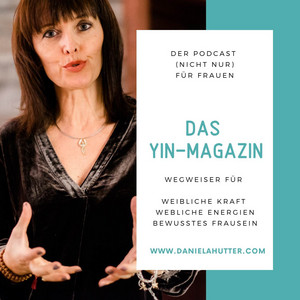 DER PODCAST
(NICHT NUR)
FÜR FRAUEN
DAS
YIN-MAGAZIN
WEGWEISER FÜR
WEIBLICHE KRAFT
WEBLICHE ENERGIEN
BEWUSSTES FRAUSEIN
WWW.DANIELAHUTTER.COM